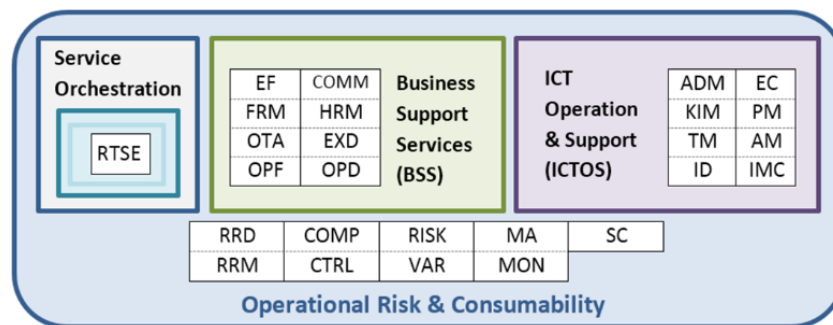 Service
Orchestration
RTSE
EF COMM
FRM HRM
OTA EXD
OPF OPD
Business
Support
Services
(BSS)
ICT
Operation
& Support
(ICTOS)
ADM EC
KIM PM
TM AM
ID IMC
RRD COMP RISK MA SC
RRM CTRL VAR MON
Operational Risk & Consumability